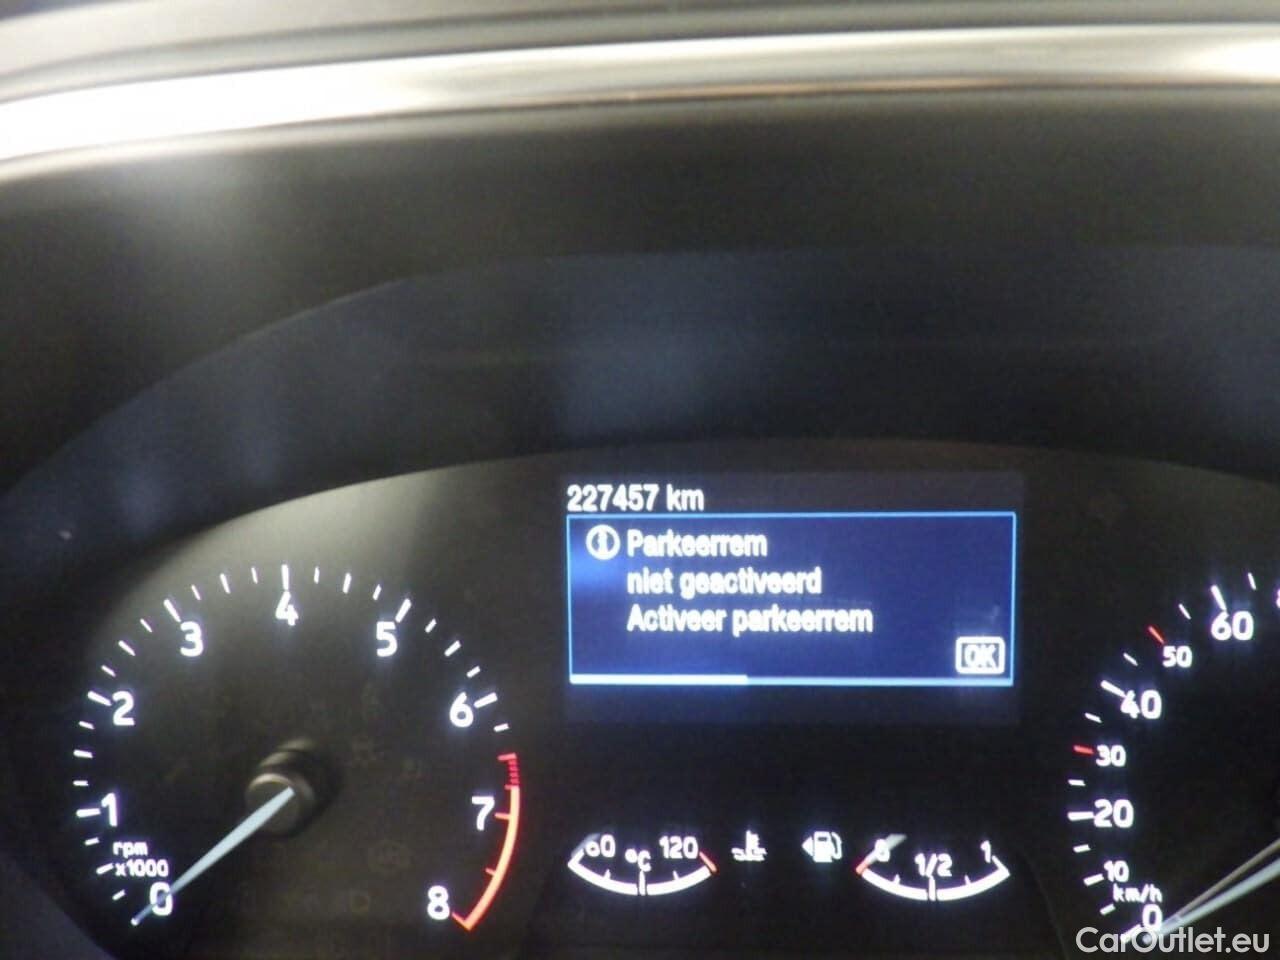 227457 km
Parkeerrem
niet geactiveerd
Activeer parkeerrem
OK
0 1 2 3 4 5 6 7 8
rpm
x1000
60 °C 120
0 1/2 1
0 10 20 30 40 50 60
km/h
CarOutlet.eu